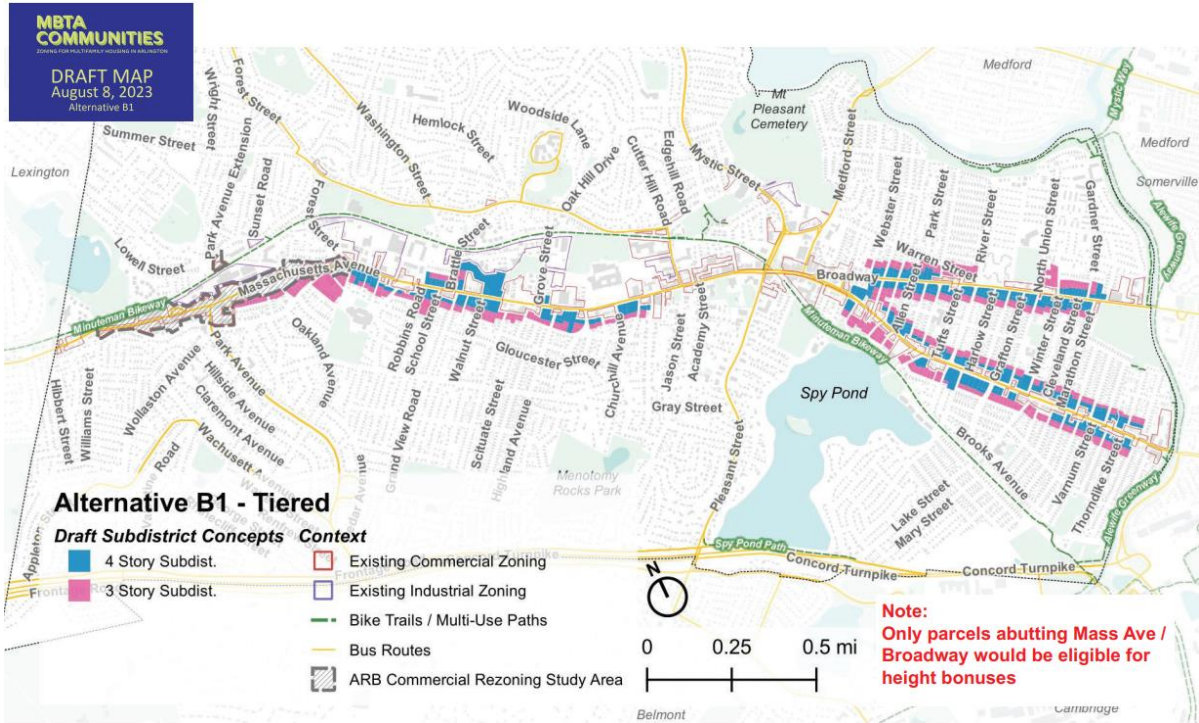 MBTA
COMMUNITIES
ZONING FOR MULTIFAMILY HOUSING IN ARLINGTON
DRAFT MAP
August 8, 2023
Alternative B1
Lexington
Summer Street
Wright Street
Park Avenue Extension
Sunset Road
Forest Street
Forest Street
Washington Street
Hemlock Street
Woodside Lane
Oak Hill Drive
Cutter Hill Road
Edgehill Road
Mystic Street
Mt
Pleasant
Cemetery
Medford Street
Medford
Mystic Way
Medford
Somerville
Alewife Greenway
Lowell Street
Massachusetts Avenue
Minuteman Bikeway
Brattle Street
Grove Street
Robbins Road
School Street
Walnut Street
Gloucester Street
Churchill Avenue
Jason Street
Academy Street
Gray Street
Pleasant Street
Broadway
Webster Street
Park Street
River Street
Warren Street
North Union Street
Gardner Street
Allen Street
Tufts Street
Harlow Street
Grafton Street
Winter Street
Cleveland Street
Marathon Street
Minuteman Bikeway
Spy Pond
Brooks Avenue
Varnum Street
Thorndike Street
Lake Street
Mary Street
Alewife Greenway
Hibbert Street
Williams Street
Wollaston Avenue
Park Avenue
Hillside Avenue
Claremont Avenue
Oakland Avenue
Grand View Road
Scituate Street
Highland Avenue
Menotomy
Rocks Park
Spy Pond Path
Concord Turnpike
Concord Turnpike
Concord Turnpike
Alternative B1 - Tiered
Draft Subdistrict Concepts
4 Story Subdist.
3 Story Subdist.
Context
Existing Commercial Zoning
Existing Industrial Zoning
Bike Trails / Multi-Use Paths
Bus Routes
ARB Commercial Rezoning Study Area
N
0 0.25 0.5 mi
Note:
Only parcels abutting Mass Ave /
Broadway would be eligible for
height bonuses
Belmont
Cambridge